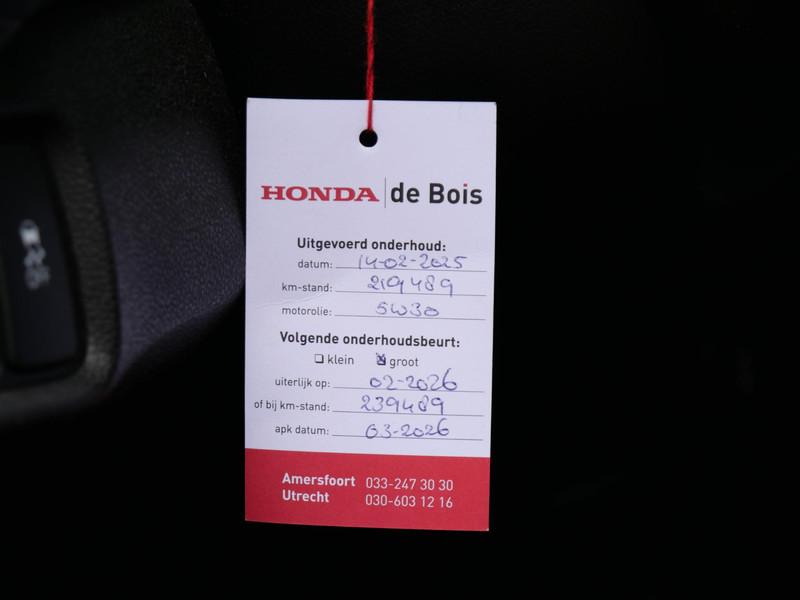 HONDA de Bois
Uitgevoerd onderhoud:
datum: 14-02-2025
km-stand: 219489
motorolie: 5W30
Volgende onderhoudsbeurt:
klein groot
uiterlijk op: 02-2026
of bij km-stand: 239489
apk datum: 03-2026
Amersfoort 033-247 30 30
Utrecht 030-603 12 16